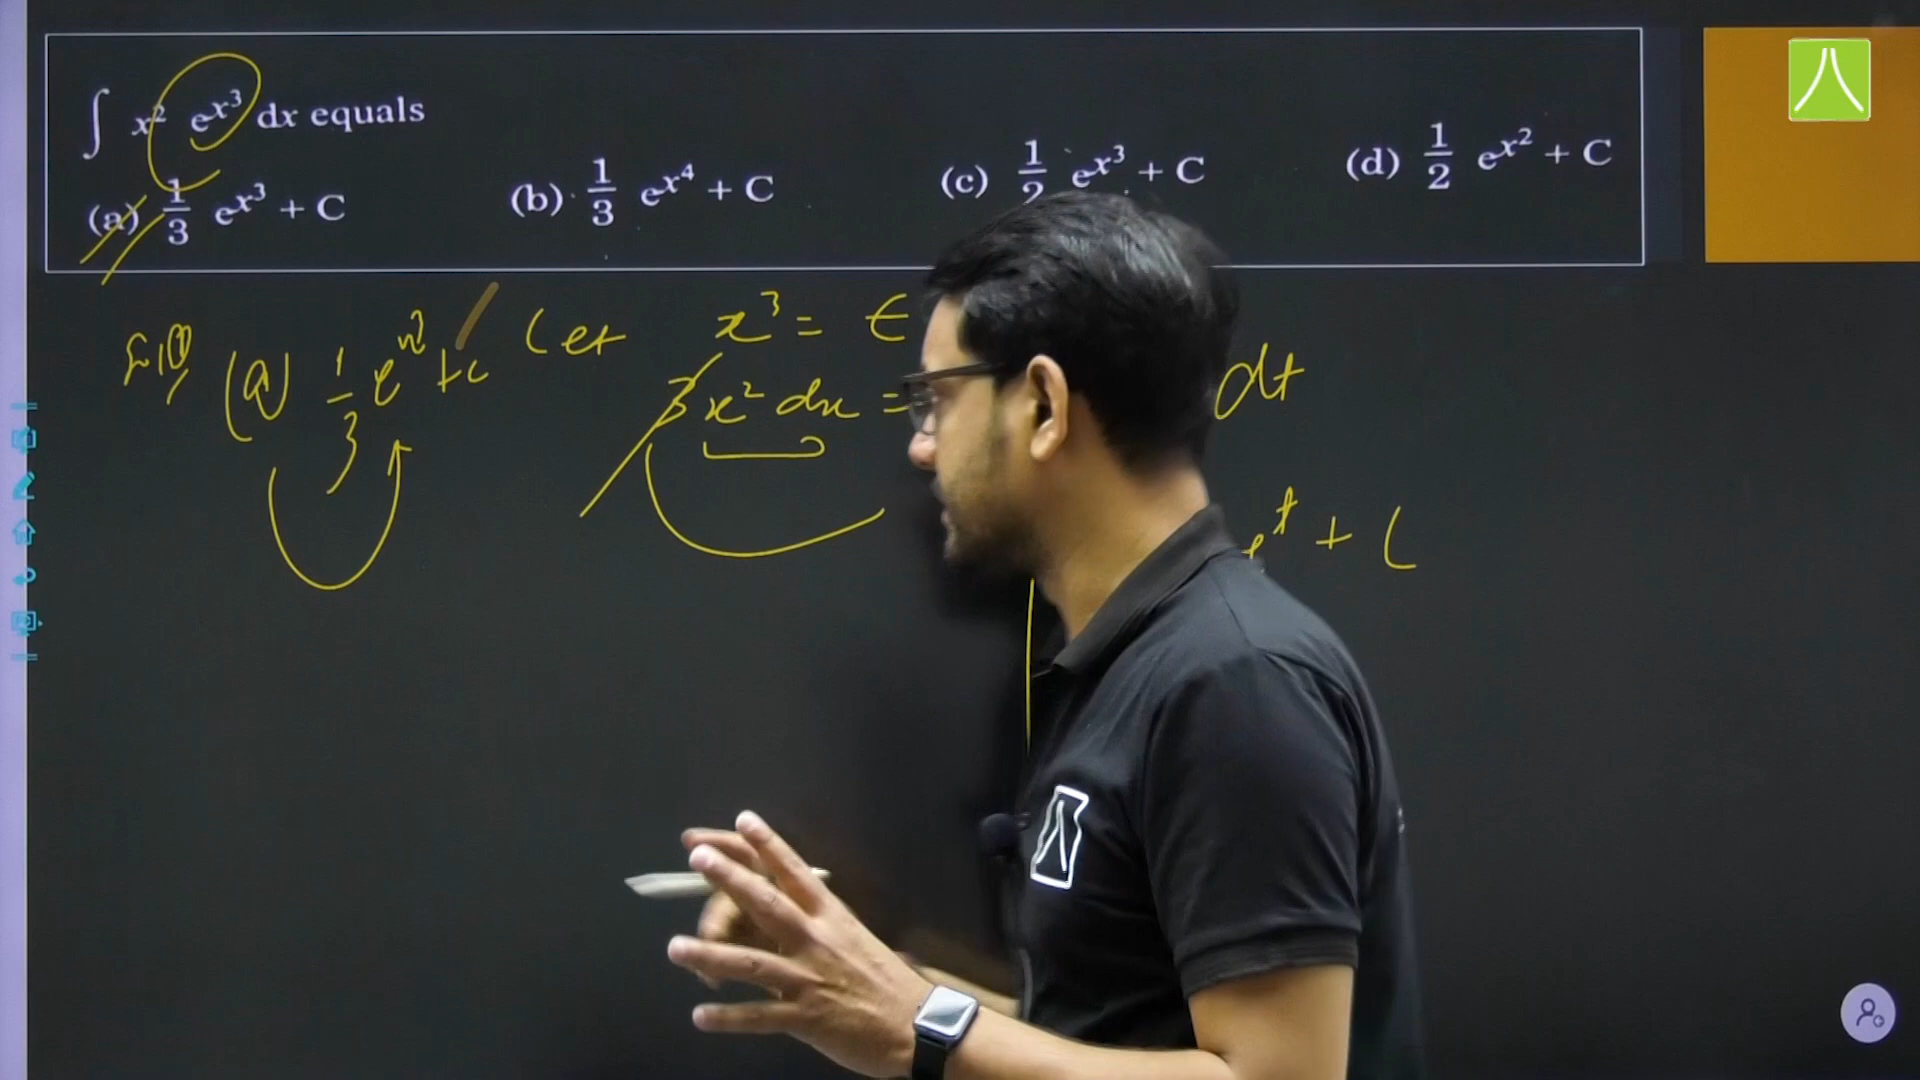 ∫ x² e^x³ dx equals
(a) 1/3 e^x³ + C (b) 1/3 e^x⁴ + C (c) 1/2 e^x³ + C (d) 1/2 e^x² + C
(a) 1/3 e^x³ + c Let x³ = t
3x² dx = dt
e^t + C